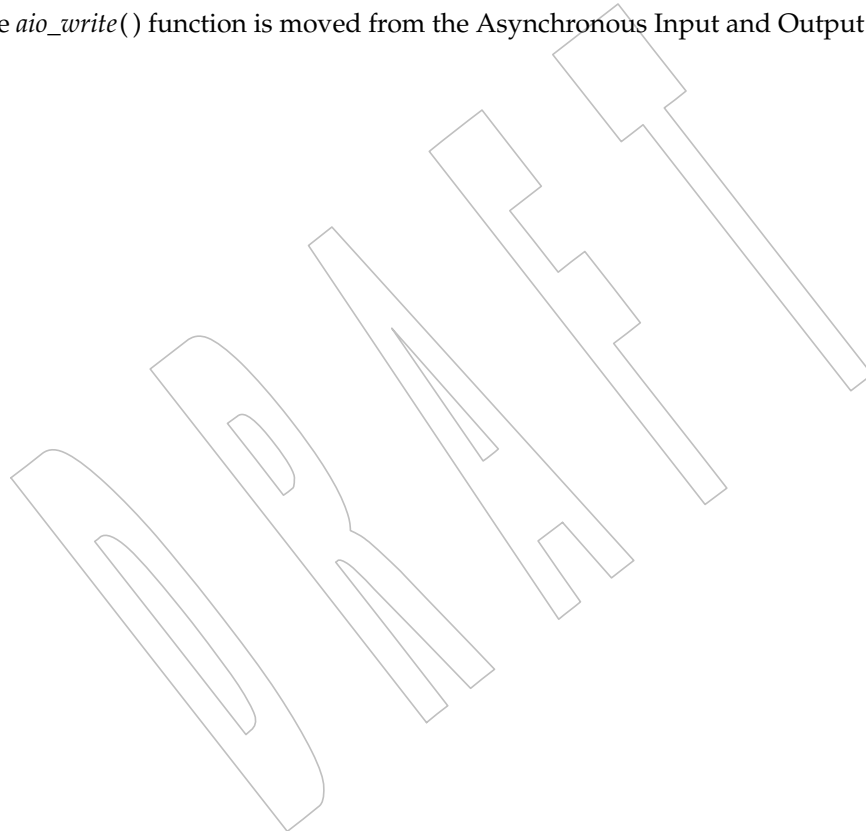 e aio_write( ) function is moved from the Asynchronous Input and Output
DRAFT